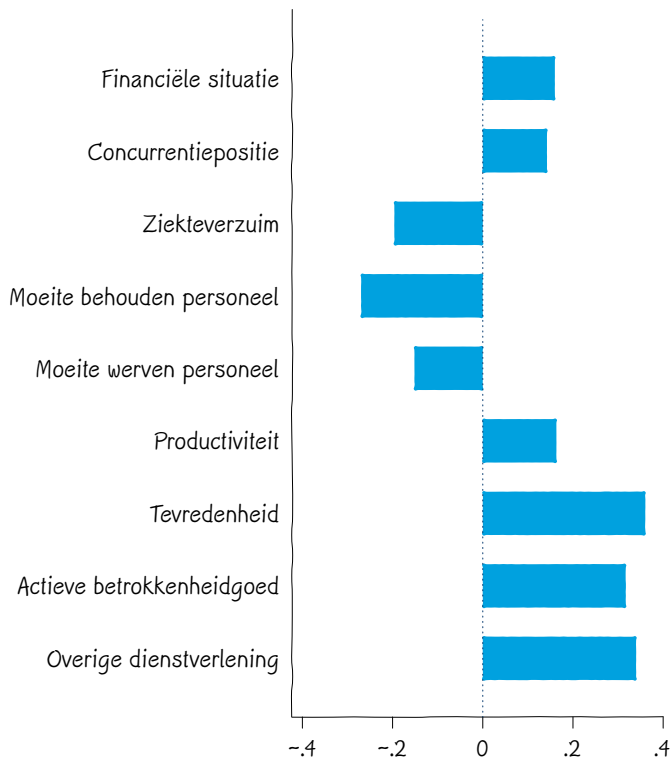 Financiële situatie
Concurrentiepositie
Ziekteverzuim
Moeite behouden personeel
Moeite werven personeel
Productiviteit
Tevredenheid
Actieve betrokkenheidgoed
Overige dienstverlening
-.4 -.2 0 .2 .4